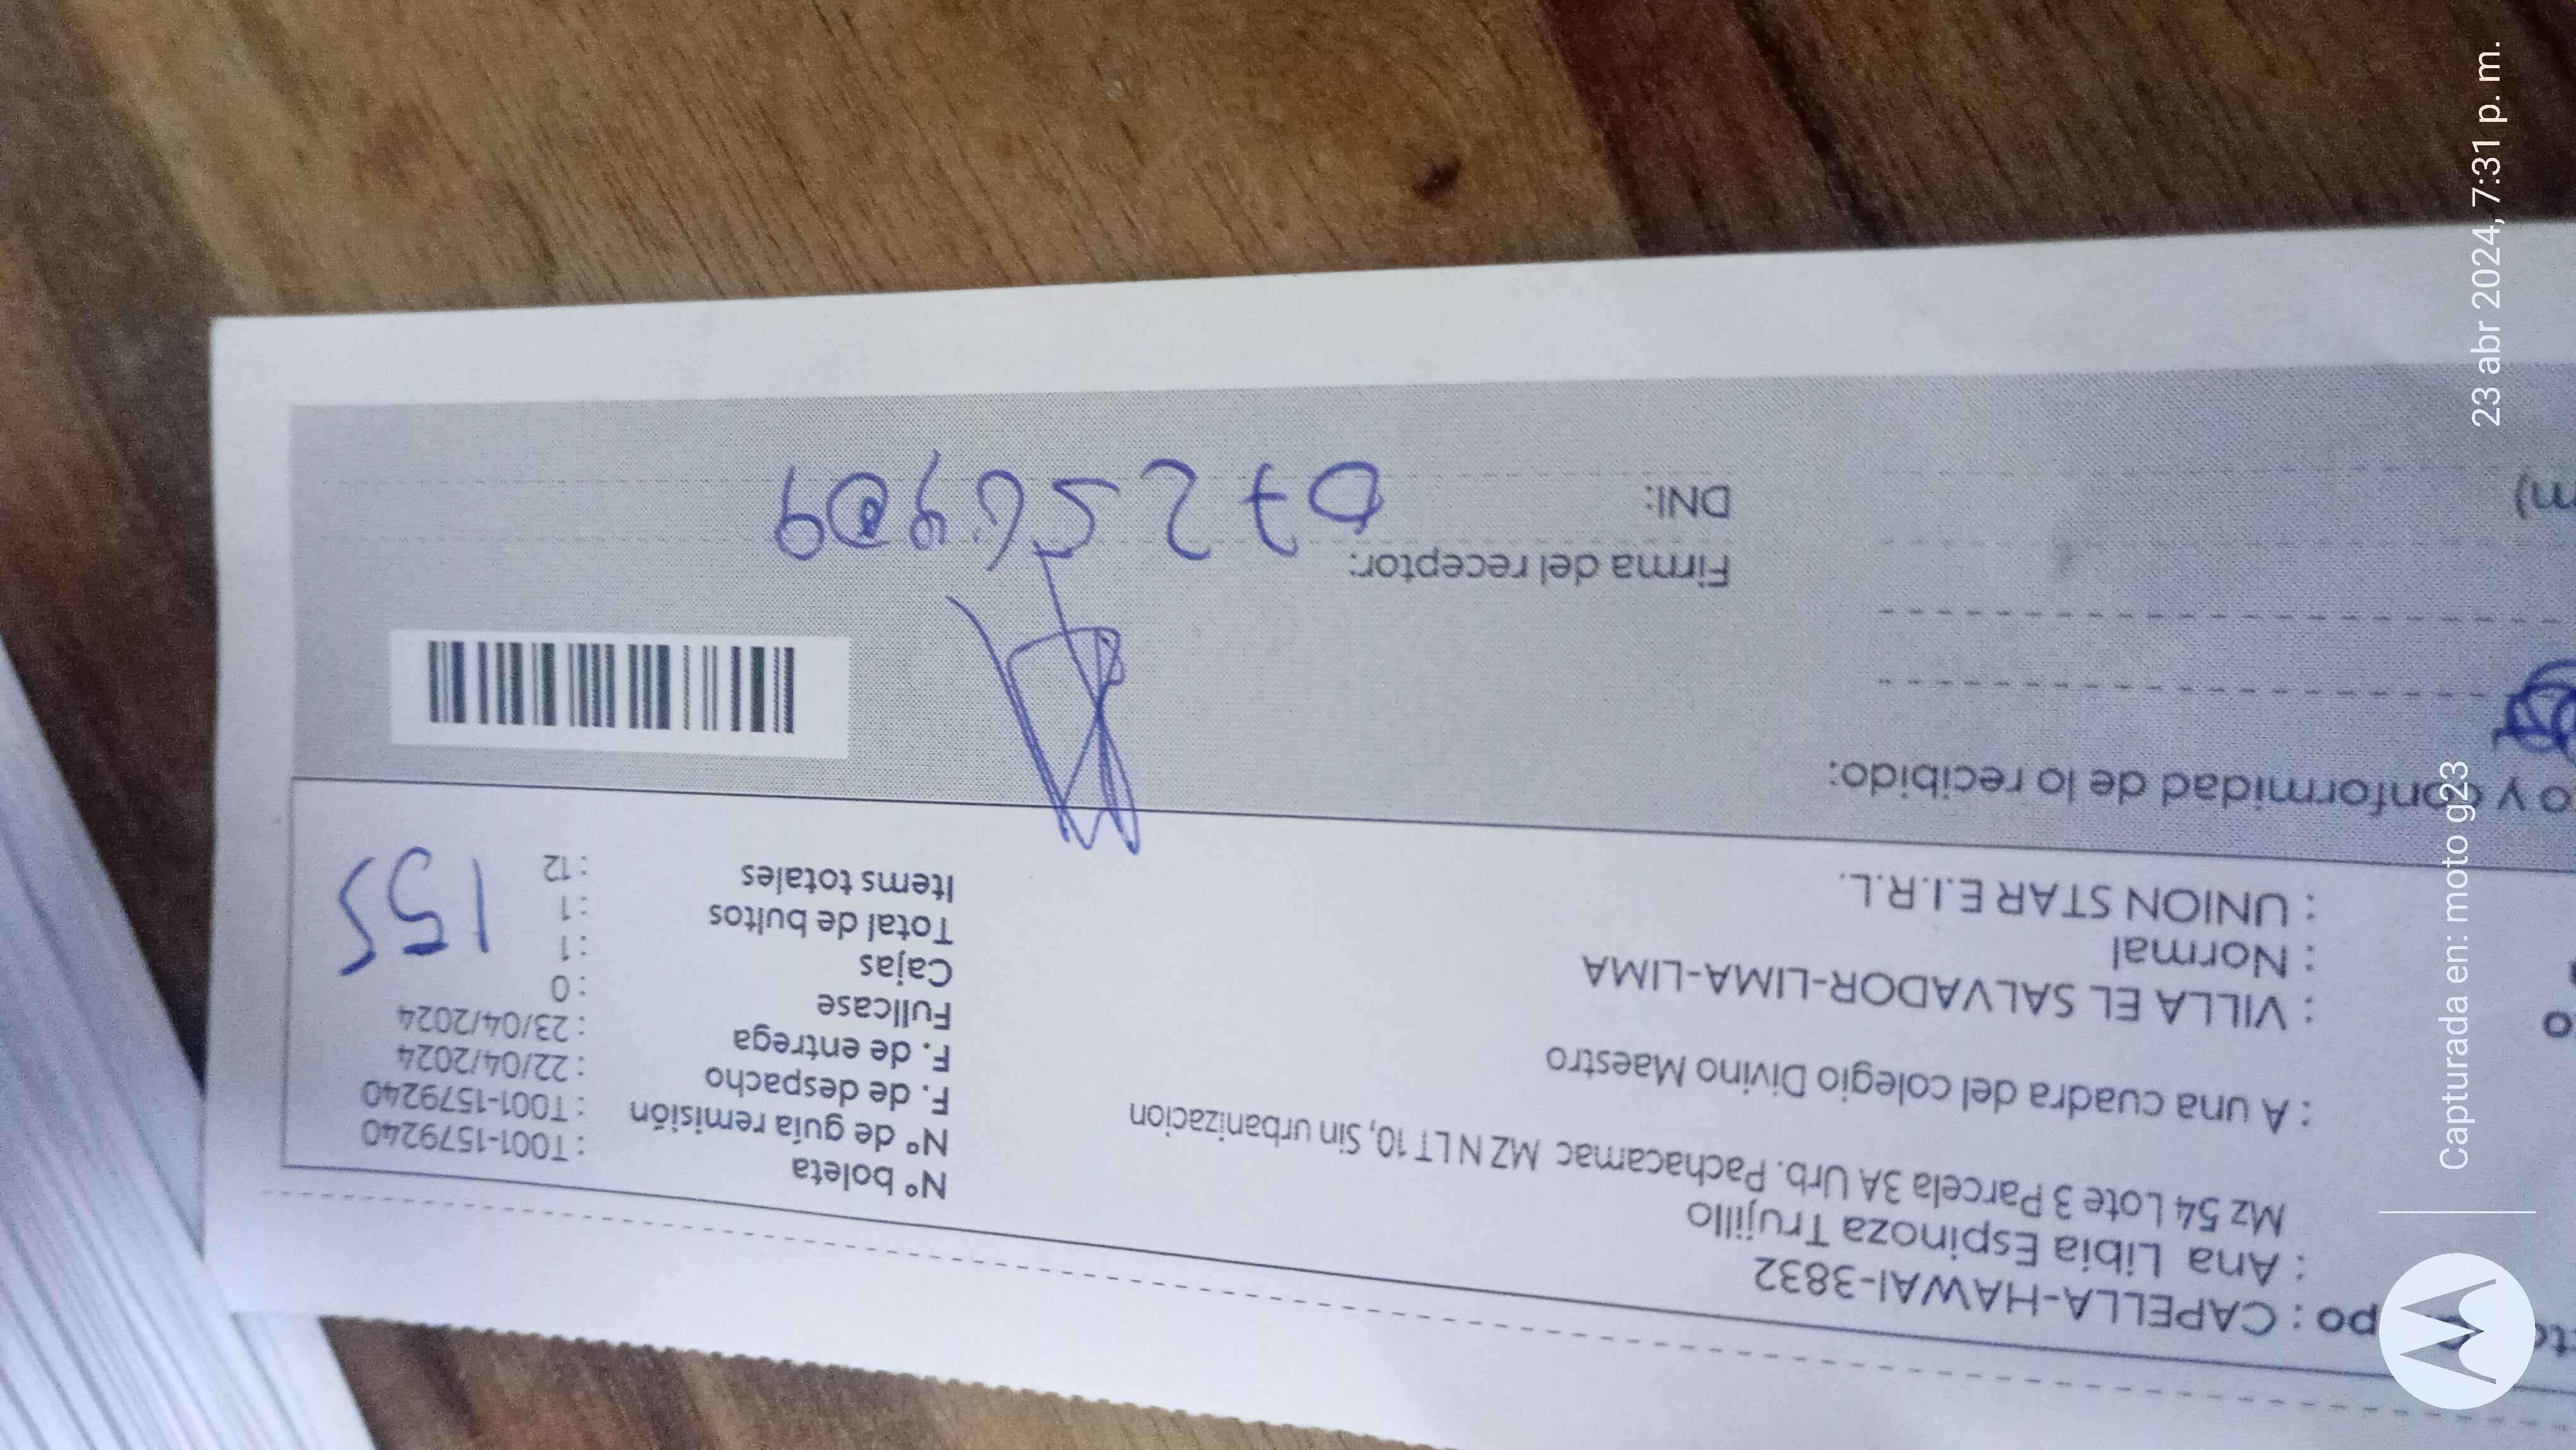 po : CAPELLA-HAWAI-3832
: Ana Libia Espinoza Trujillo
Mz 54 Lote 3 Parcela 3A Urb. Pachacamac MZ N LT 10, Sin urbanizacion
: A una cuadra del colegio Divino Maestro
: VILLA EL SALVADOR-LIMA-LIMA
: Normal
: UNION STAR E.I.R.L.
Nº boleta : T001-1579240
Nº de guía remisión : T001-1579240
F. de despacho : 22/04/2024
F. de entrega : 23/04/2024
Fullcase : 0
Cajas : 1
Total de bultos : 1
Items totales : 12
155
o y conformidad de lo recibido:
Firma del receptor:
DNI: 07256909
m)
Capturada en: moto g23
23 abr 2024, 7:31 p. m.